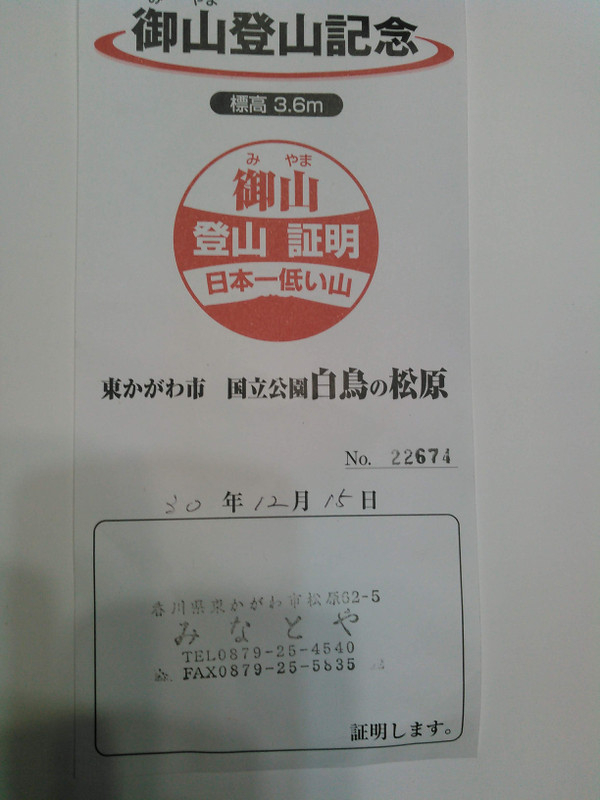 みやま
御山登山記念
標高 3.6m
み やま
御山
登山 証明
日本一低い山
東かがわ市 国立公園白鳥の松原
No. 22674
30 年 12 月 15 日
香川県東かがわ市松原62-5
みなとや
TEL0879-25-4540
FAX0879-25-5835
証明します。